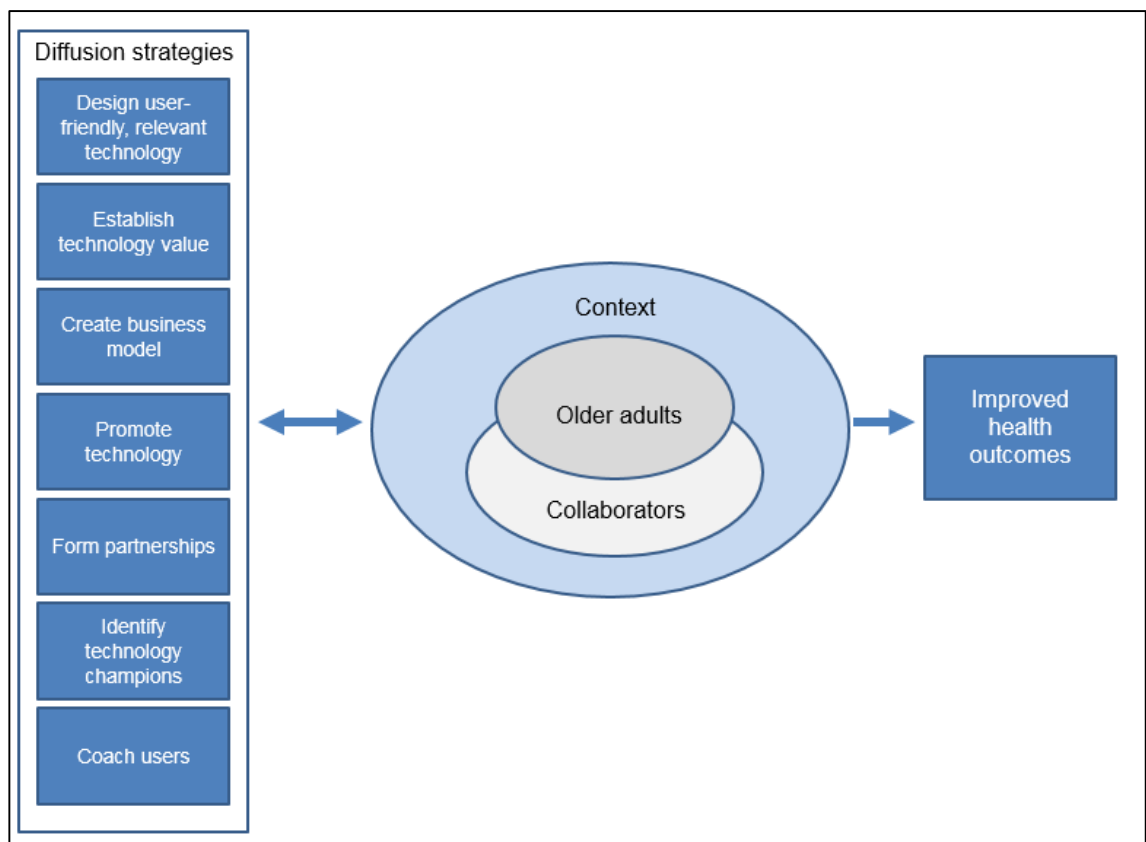 Diffusion strategies
Design user-
friendly, relevant
technology
Establish
technology value
Create business
model
Promote
technology
Form partnerships
Identify
technology
champions
Coach users
Context
Older adults
Collaborators
Improved
health
outcomes